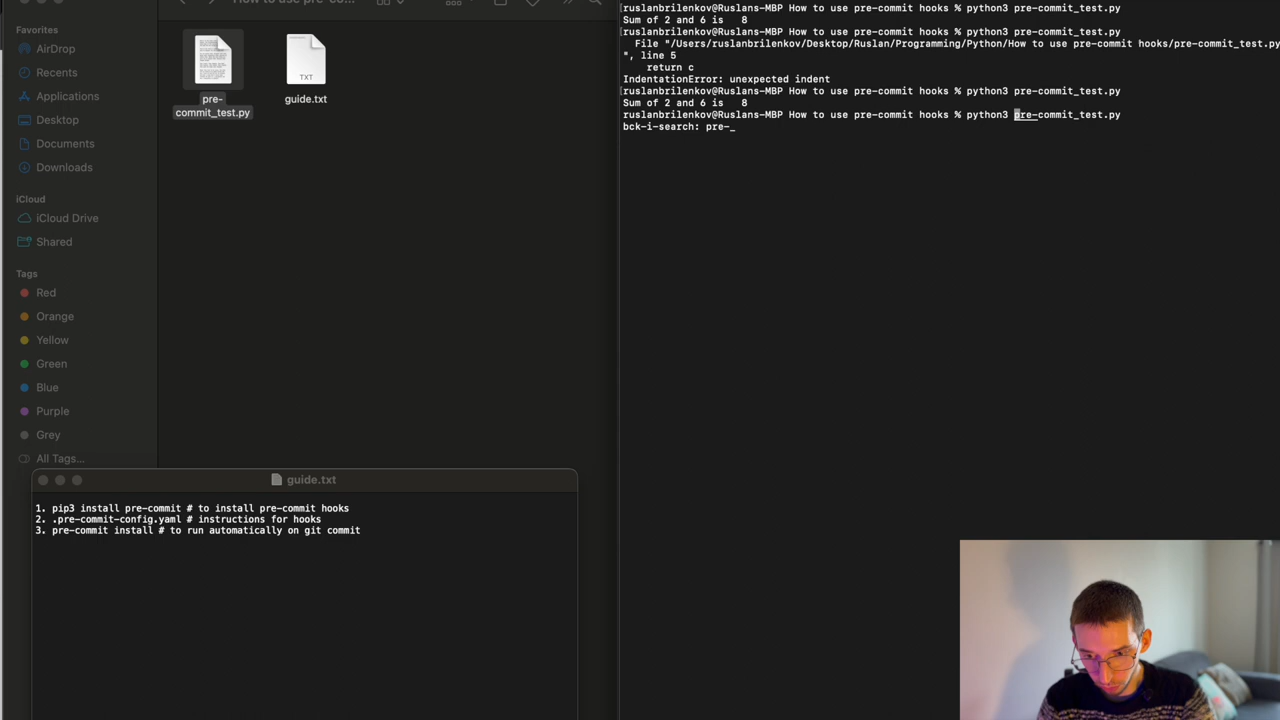 How to use pre-co...
Favorites
AirDrop
Recents
Applications
Desktop
Documents
Downloads
iCloud
iCloud Drive
Shared
Tags
Red
Orange
Yellow
Green
Blue
Purple
Grey
All Tags...
pre-
commit_test.py
TXT
guide.txt
guide.txt
1. pip3 install pre-commit # to install pre-commit hooks
2. .pre-commit-config.yaml # instructions for hooks
3. pre-commit install # to run automatically on git commit
[ruslanbrilenkov@Ruslans-MBP How to use pre-commit hooks % python3 pre-commit_test.py
Sum of 2 and 6 is   8
[ruslanbrilenkov@Ruslans-MBP How to use pre-commit hooks % python3 pre-commit_test.py
  File "/Users/ruslanbrilenkov/Desktop/Ruslan/Programming/Python/How to use pre-commit hooks/pre-commit_test.py
", line 5
    return c
IndentationError: unexpected indent
[ruslanbrilenkov@Ruslans-MBP How to use pre-commit hooks % python3 pre-commit_test.py
Sum of 2 and 6 is   8
ruslanbrilenkov@Ruslans-MBP How to use pre-commit hooks % python3 pre-commit_test.py
bck-i-search: pre-_